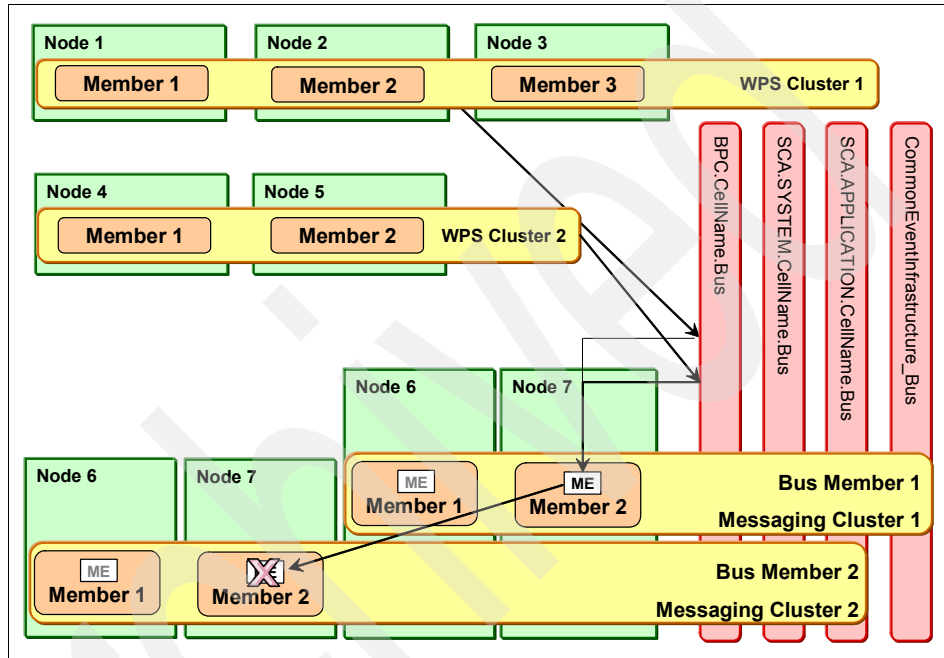 Node 1
Node 2
Node 3
Member 1
Member 2
Member 3
WPS Cluster 1
BPC.CellName.Bus
SCA.SYSTEM.CellName.Bus
SCA.APPLICATION.CellName.Bus
CommonEventInfrastructure_Bus
Node 4
Node 5
Member 1
Member 2
WPS Cluster 2
Node 6
Node 7
ME
Member 1
ME
Member 2
Bus Member 1
Messaging Cluster 1
Node 6
Node 7
ME
Member 1
Member 2
Bus Member 2
Messaging Cluster 2